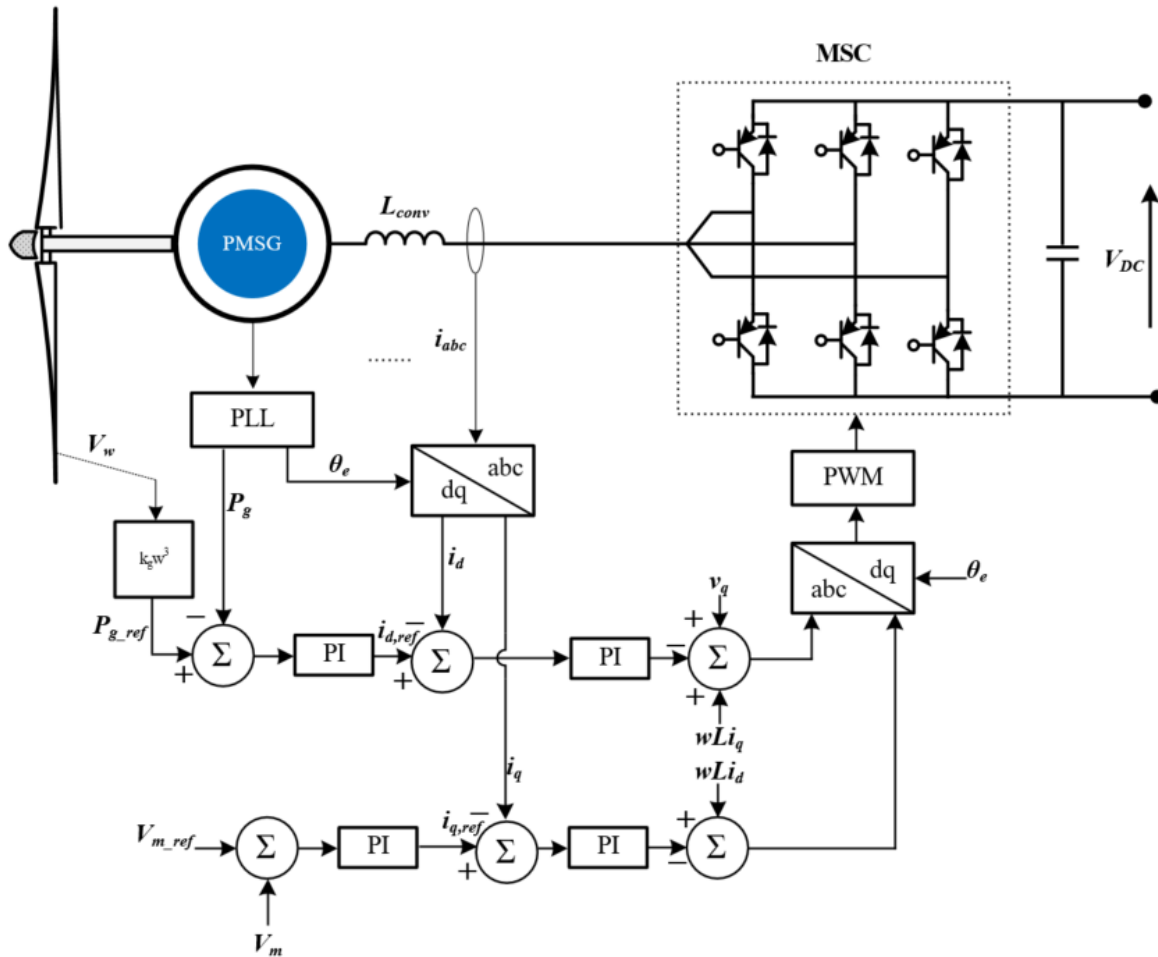 MSC
L_conv
PMSG
V_DC
i_abc
.......
PLL
V_w
θ_e
abc
dq
PWM
P_g
k_g w^3
i_d
dq
abc
θ_e
v_q
P_g_ref
−
+
Σ
PI
i_d,ref
−
+
Σ
PI
−
+
+
Σ
wLi_q
wLi_d
i_q
V_m_ref
Σ
PI
i_q,ref
−
+
Σ
PI
+
−
Σ
V_m